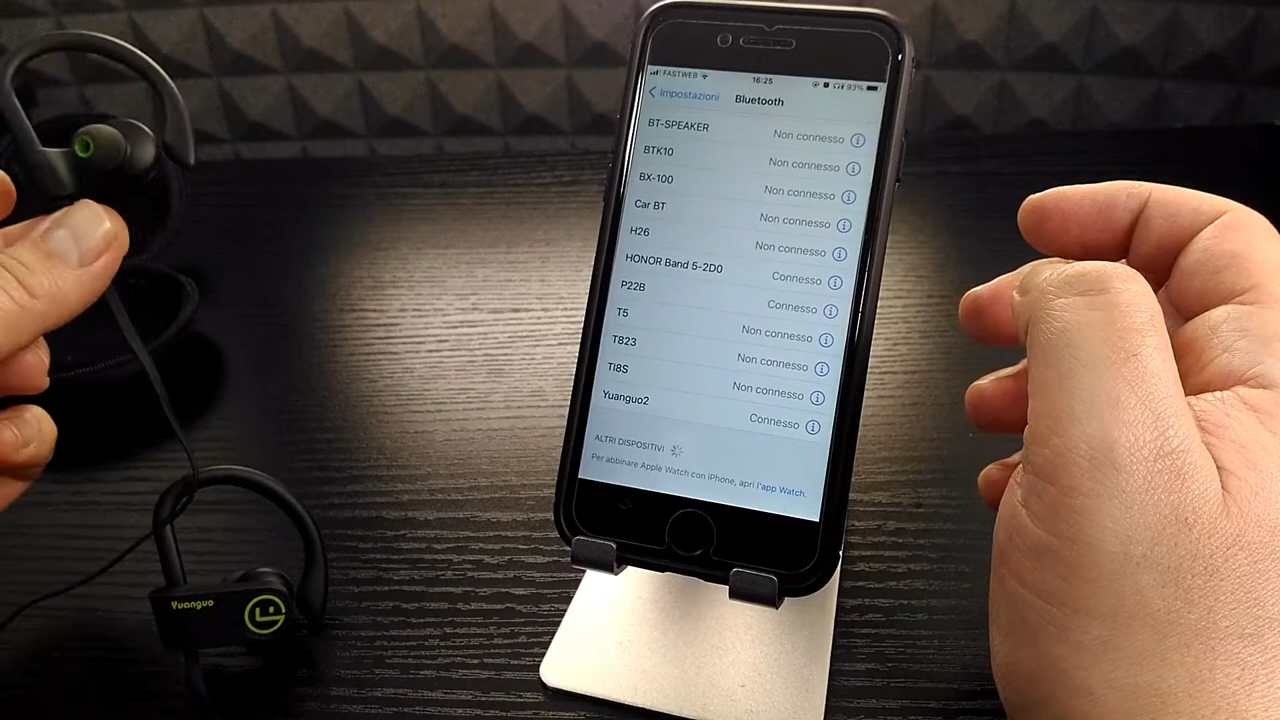 FASTWEB 16:25 93%
Impostazioni Bluetooth
BT-SPEAKER Non connesso
BTK10 Non connesso
BX-100 Non connesso
Car BT Non connesso
H26 Non connesso
HONOR Band 5-2D0 Connesso
P22B Connesso
T5 Non connesso
T823 Non connesso
TI8S Non connesso
Yuanguo2 Connesso
ALTRI DISPOSITIVI
Per abbinare Apple Watch con iPhone, apri l'app Watch.
Yuanguo